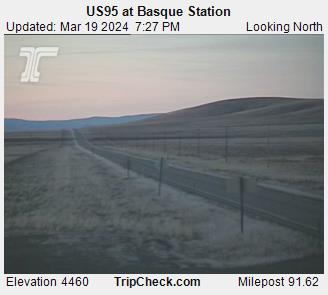 US95 at Basque Station
Updated: Mar 19 2024 7:27 PM Looking North
Elevation 4460 TripCheck.com Milepost 91.62